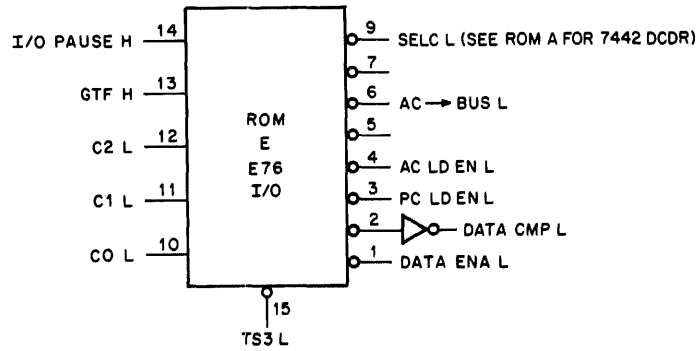 I/O PAUSE H 14
GTF H 13
C2 L 12
C1 L 11
C0 L 10
ROM
E
E76
I/O
9 SELC L (SEE ROM A FOR 7442 DCDR)
7
6 AC → BUS L
5
4 AC LD EN L
3 PC LD EN L
2 DATA CMP L
1 DATA ENA L
15
TS3 L